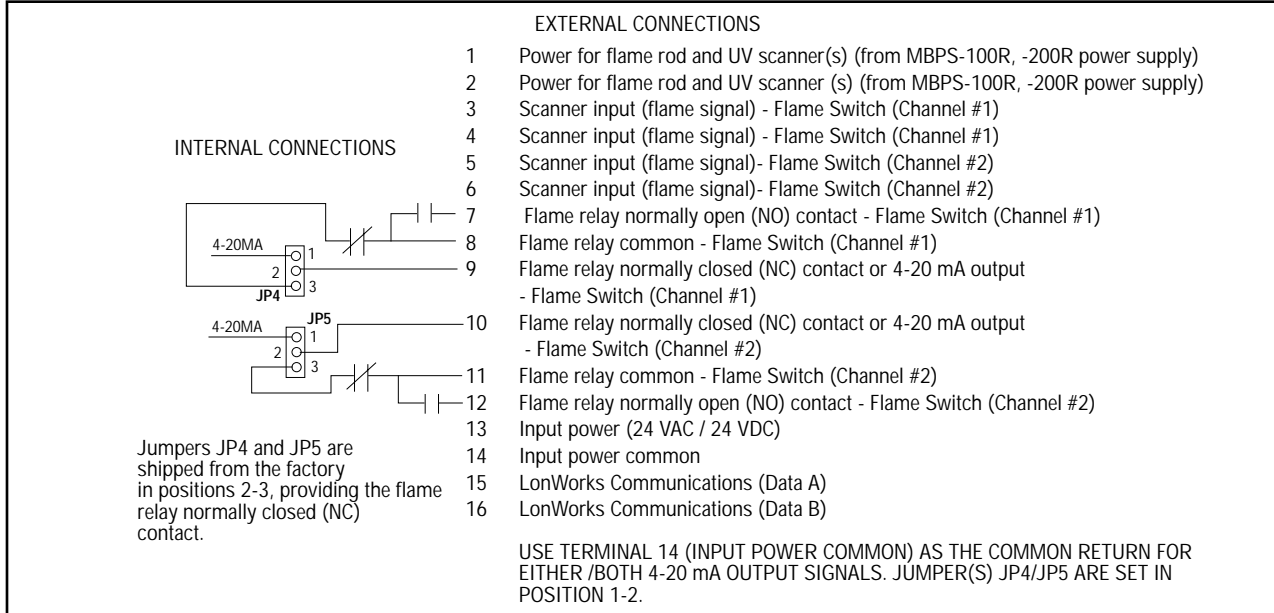 EXTERNAL CONNECTIONS
1 Power for flame rod and UV scanner(s) (from MBPS-100R, -200R power supply)
2 Power for flame rod and UV scanner (s) (from MBPS-100R, -200R power supply)
3 Scanner input (flame signal) - Flame Switch (Channel #1)
4 Scanner input (flame signal) - Flame Switch (Channel #1)
5 Scanner input (flame signal)- Flame Switch (Channel #2)
6 Scanner input (flame signal)- Flame Switch (Channel #2)
7 Flame relay normally open (NO) contact - Flame Switch (Channel #1)
8 Flame relay common - Flame Switch (Channel #1)
9 Flame relay normally closed (NC) contact or 4-20 mA output
- Flame Switch (Channel #1)
10 Flame relay normally closed (NC) contact or 4-20 mA output
- Flame Switch (Channel #2)
11 Flame relay common - Flame Switch (Channel #2)
12 Flame relay normally open (NO) contact - Flame Switch (Channel #2)
13 Input power (24 VAC / 24 VDC)
14 Input power common
15 LonWorks Communications (Data A)
16 LonWorks Communications (Data B)
USE TERMINAL 14 (INPUT POWER COMMON) AS THE COMMON RETURN FOR
EITHER /BOTH 4-20 mA OUTPUT SIGNALS. JUMPER(S) JP4/JP5 ARE SET IN
POSITION 1-2.
INTERNAL CONNECTIONS
4-20MA
1
2
3
JP4
JP5
4-20MA
1
2
3
Jumpers JP4 and JP5 are
shipped from the factory
in positions 2-3, providing the flame
relay normally closed (NC)
contact.